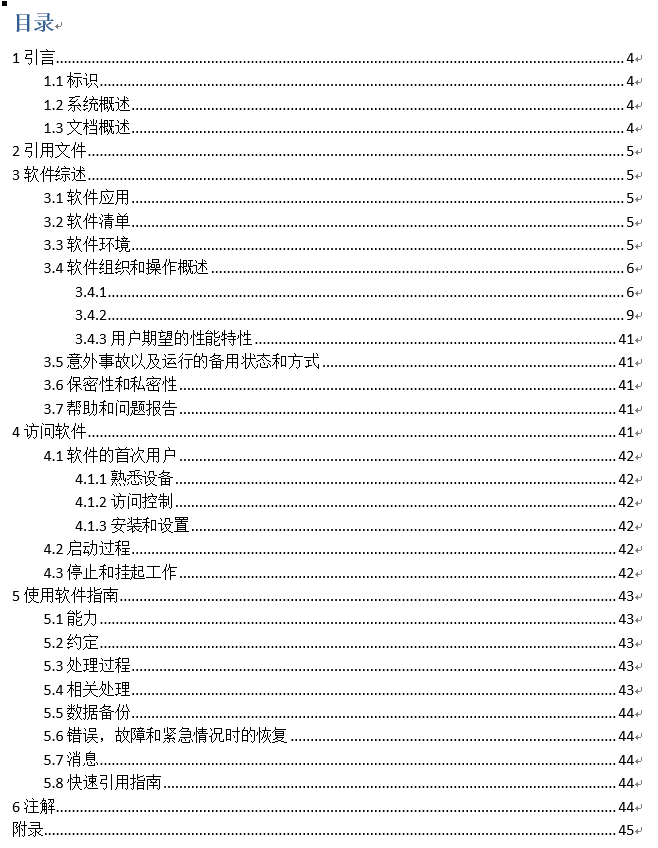 目录
1 引言 4
1.1 标识 4
1.2 系统概述 4
1.3 文档概述 4
2 引用文件 5
3 软件综述 5
3.1 软件应用 5
3.2 软件清单 5
3.3 软件环境 5
3.4 软件组织和操作概述 6
3.4.1 6
3.4.2 9
3.4.3 用户期望的性能特性 41
3.5 意外事故以及运行的备用状态和方式 41
3.6 保密性和私密性 41
3.7 帮助和问题报告 41
4 访问软件 41
4.1 软件的首次用户 42
4.1.1 熟悉设备 42
4.1.2 访问控制 42
4.1.3 安装和设置 42
4.2 启动过程 42
4.3 停止和挂起工作 42
5 使用软件指南 43
5.1 能力 43
5.2 约定 43
5.3 处理过程 43
5.4 相关处理 43
5.5 数据备份 44
5.6 错误，故障和紧急情况时的恢复 44
5.7 消息 44
5.8 快速引用指南 44
6 注解 44
附录 45